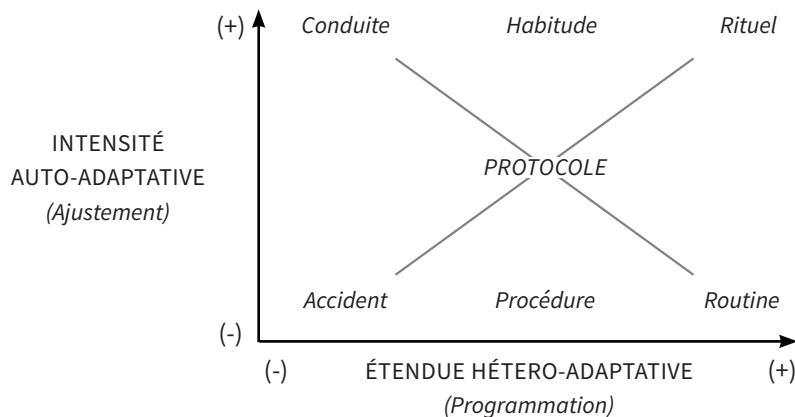 (+) Conduite Habitude Rituel
INTENSITÉ
AUTO-ADAPTATIVE
(Ajustement)
PROTOCOLE
Accident Procédure Routine
(-)
(-) ÉTENDUE HÉTERO-ADAPTATIVE (+)
(Programmation)